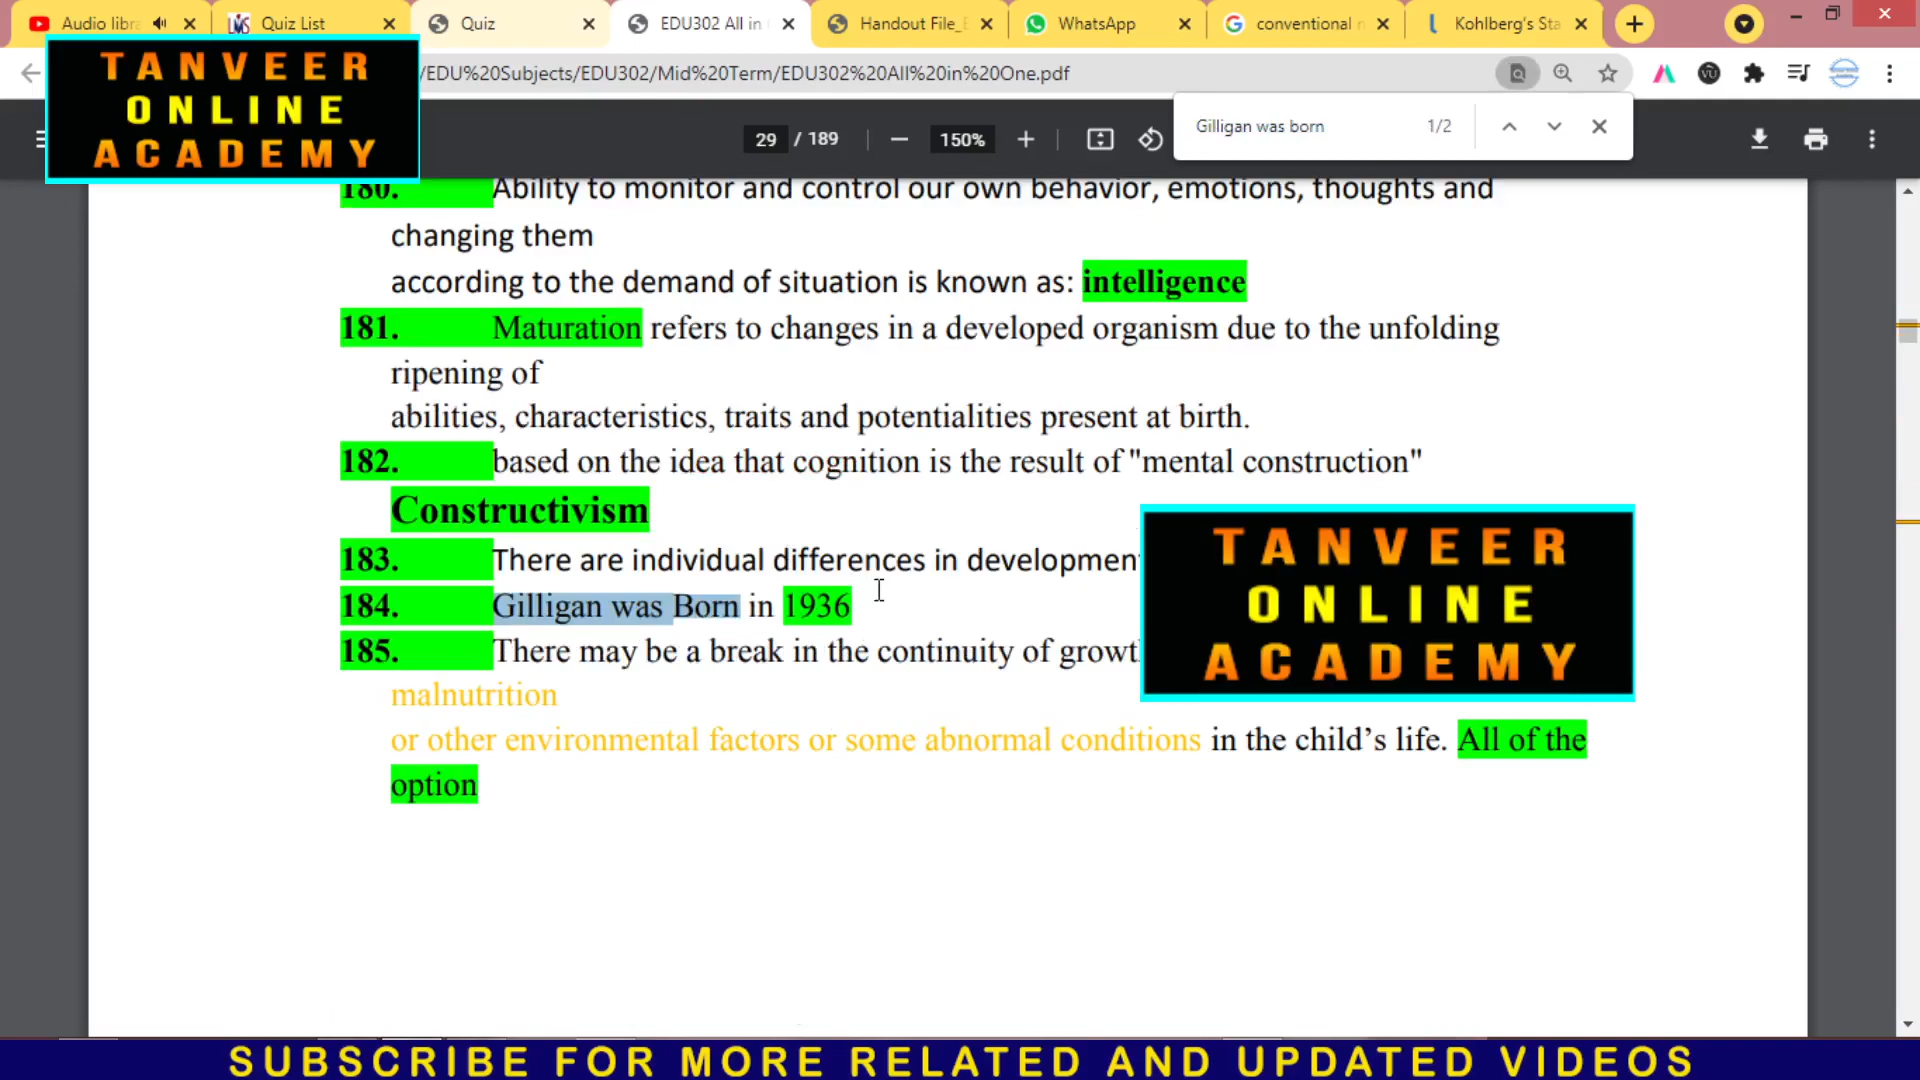 Audio libra
Quiz List
Quiz
EDU302 All in
Handout File_E
WhatsApp
conventional
Kohlberg's Sta
/EDU%20Subjects/EDU302/Mid%20Term/EDU302%20All%20in%20One.pdf
TANVEER
ONLINE
ACADEMY
29 / 189
150%
Gilligan was born
1/2
180. Ability to monitor and control our own behavior, emotions, thoughts and
changing them
according to the demand of situation is known as: intelligence
181. Maturation refers to changes in a developed organism due to the unfolding
ripening of
abilities, characteristics, traits and potentialities present at birth.
182. based on the idea that cognition is the result of "mental construction"
Constructivism
183. There are individual differences in development
184. Gilligan was Born in 1936
185. There may be a break in the continuity of growt
malnutrition
or other environmental factors or some abnormal conditions in the child's life. All of the
option
TANVEER
ONLINE
ACADEMY
SUBSCRIBE FOR MORE RELATED AND UPDATED VIDEOS